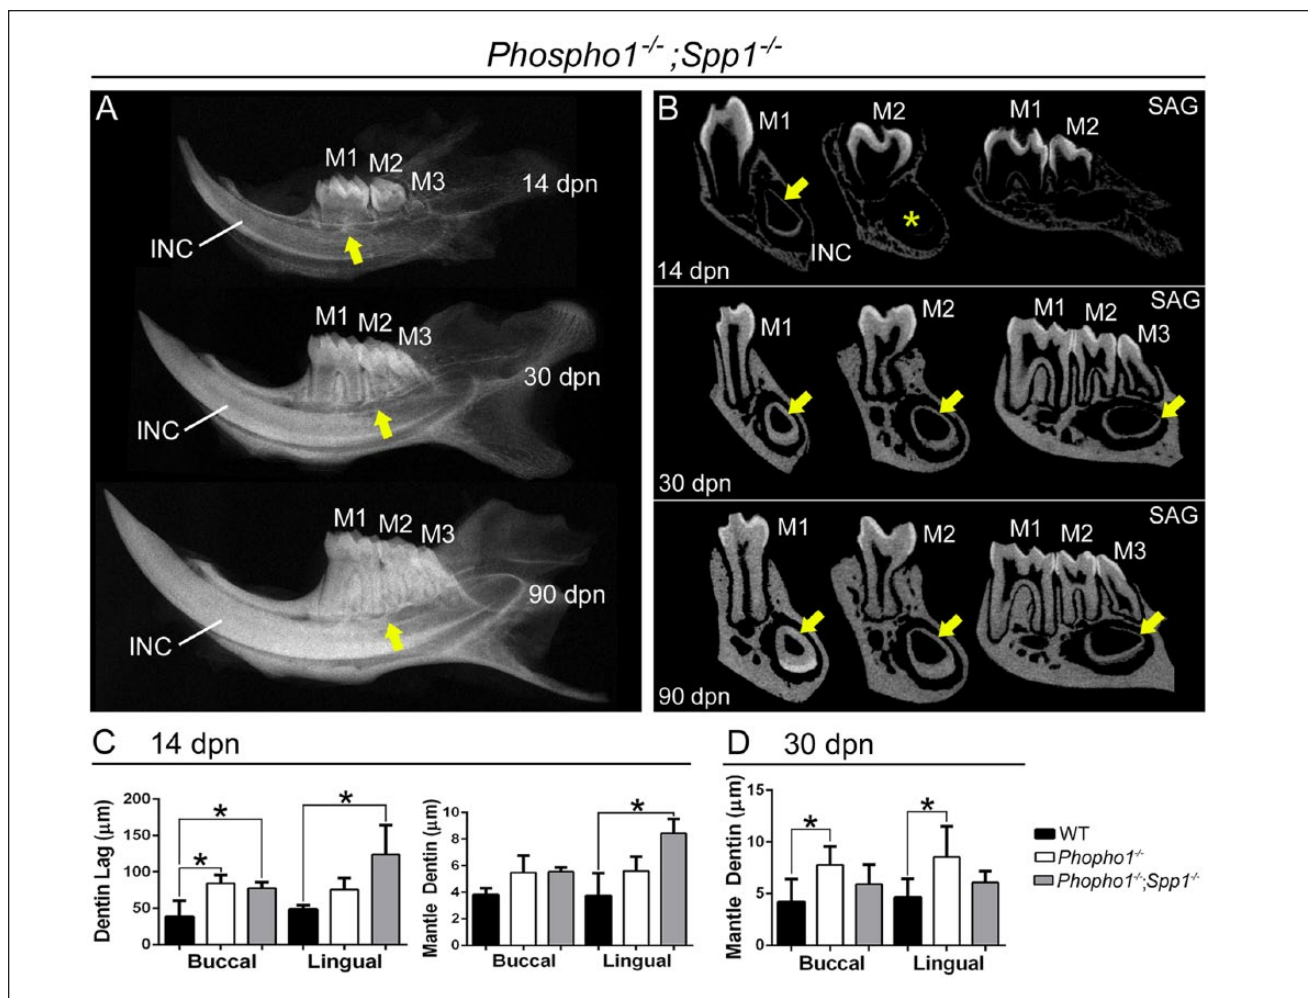 Phospho1-/- ;Spp1-/-
A
M1
M2
M3
14 dpn
INC
M1
M2
M3
30 dpn
INC
M1
M2
M3
90 dpn
INC
B
M1
M2
M1
M2
SAG
*
INC
14 dpn
M1
M2
M1
M2
M3
SAG
30 dpn
M1
M2
M1
M2
M3
SAG
90 dpn
C 14 dpn
Dentin Lag (μm)
200
150
100
50
0
*
*
*
Buccal
Lingual
Mantle Dentin (μm)
10
8
6
4
2
0
*
Buccal
Lingual
D 30 dpn
Mantle Dentin (μm)
15
10
5
0
*
*
Buccal
Lingual
WT
Phopho1-/-
Phopho1-/-;Spp1-/-